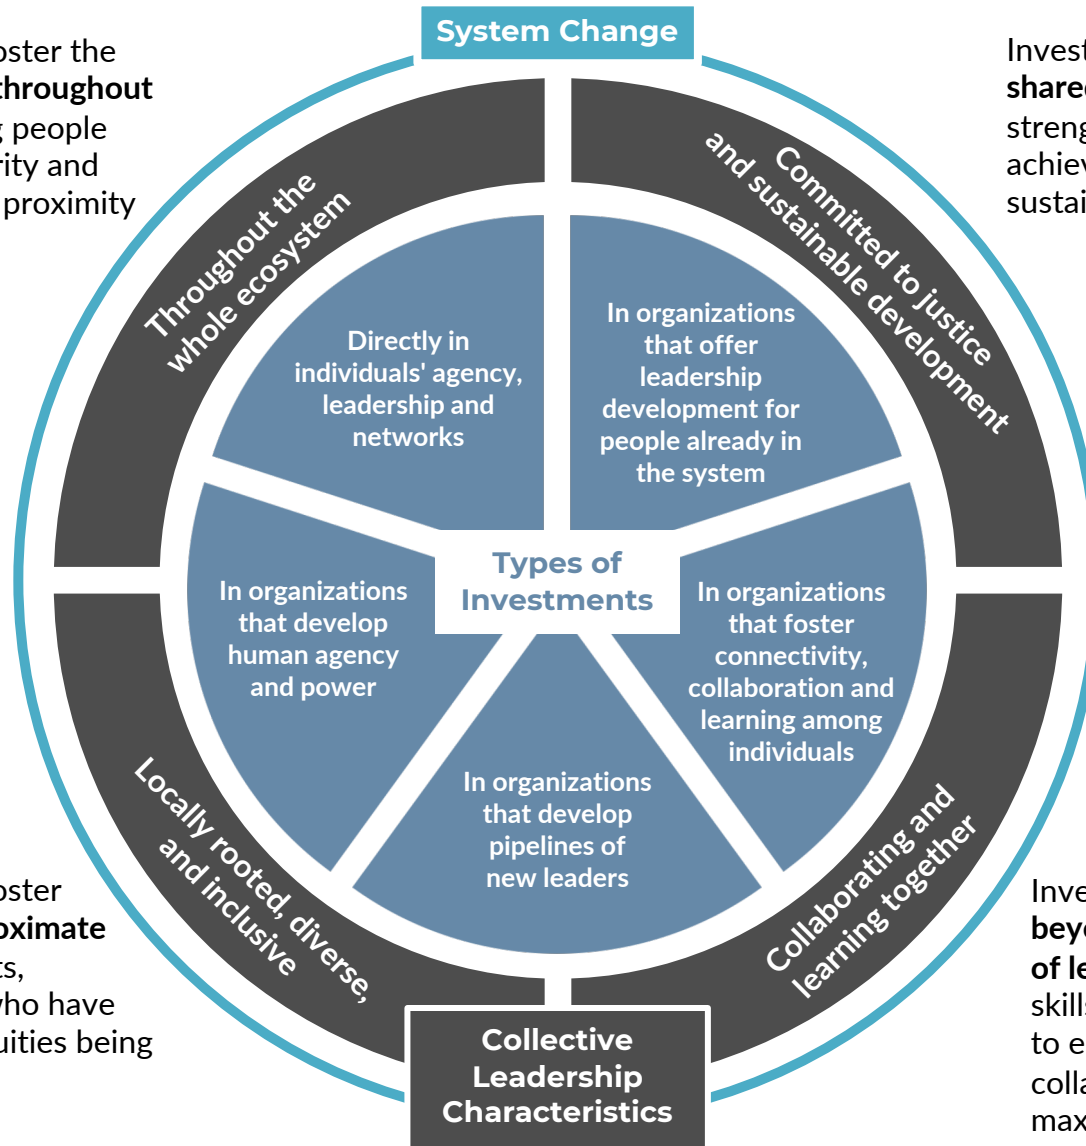 System Change
oster the
throughout
people
rity and
proximity
Invest
shared
streng
achiev
sustai
Throughout the
whole ecosystem
Committed to justice
and sustainable development
Directly in
individuals' agency,
leadership and
networks
In organizations
that offer
leadership
development for
people already in
the system
Types of
Investments
In organizations
that develop
human agency
and power
In organizations
that foster
connectivity,
collaboration and
learning among
individuals
In organizations
that develop
pipelines of
new leaders
Locally rooted, diverse,
and inclusive
Collaborating and
learning together
oster
oximate
ts,
who have
uities being
Inve
beyo
of le
skills
to e
colla
max
Collective
Leadership
Characteristics